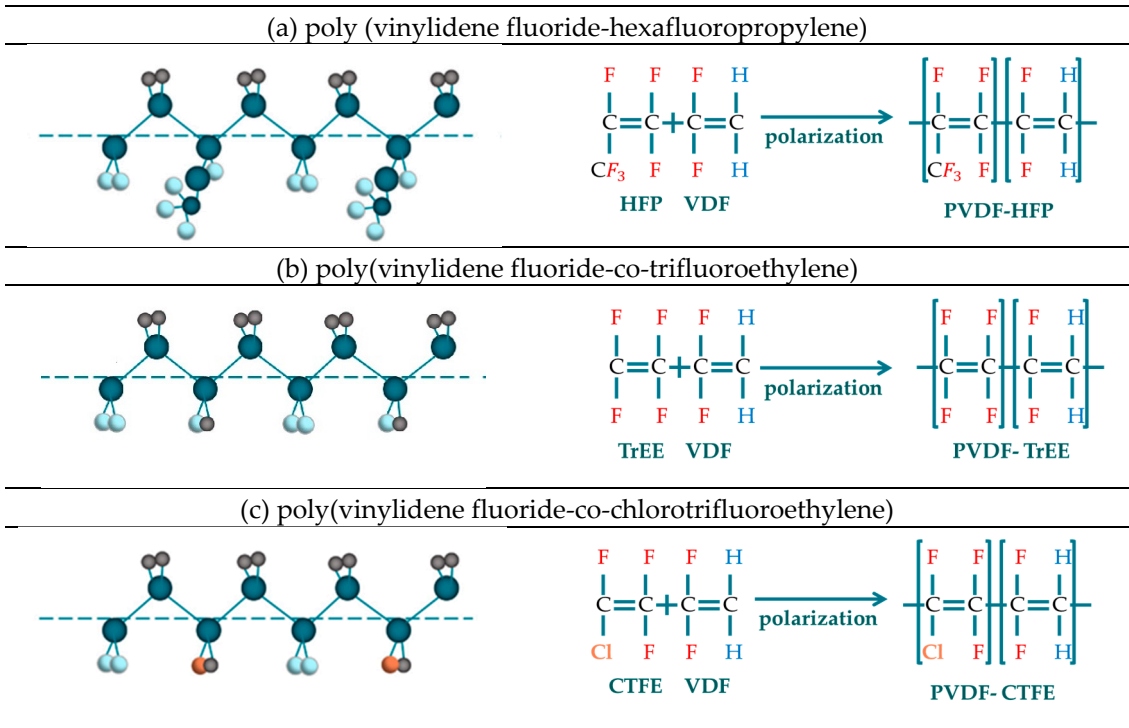 (a) poly (vinylidene fluoride-hexafluoropropylene)
F F F H F F F H
C=C+C=C polarization C=C C=C
CF₃ F F H CF₃ F F H
HFP VDF PVDF-HFP
(b) poly(vinylidene fluoride-co-trifluoroethylene)
F F F H F F F H
C=C+C=C polarization C=C C=C
F F F H F F F H
TrEE VDF PVDF- TrEE
(c) poly(vinylidene fluoride-co-chlorotrifluoroethylene)
F F F H F F F H
C=C+C=C polarization C=C C=C
Cl F F H Cl F F H
CTFE VDF PVDF- CTFE